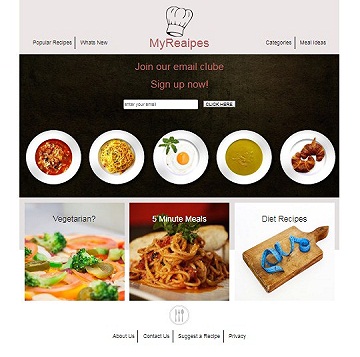 MyReaipes
Popular Recipes
Whats New
Categories
Meal Ideas
Join our email clube
Sign up now!
Enter your email
CLICK HERE
Vegetarian?
5 Minute Meals
Diet Recipes
About Us
Contact Us
Suggest a Recipe
Privacy